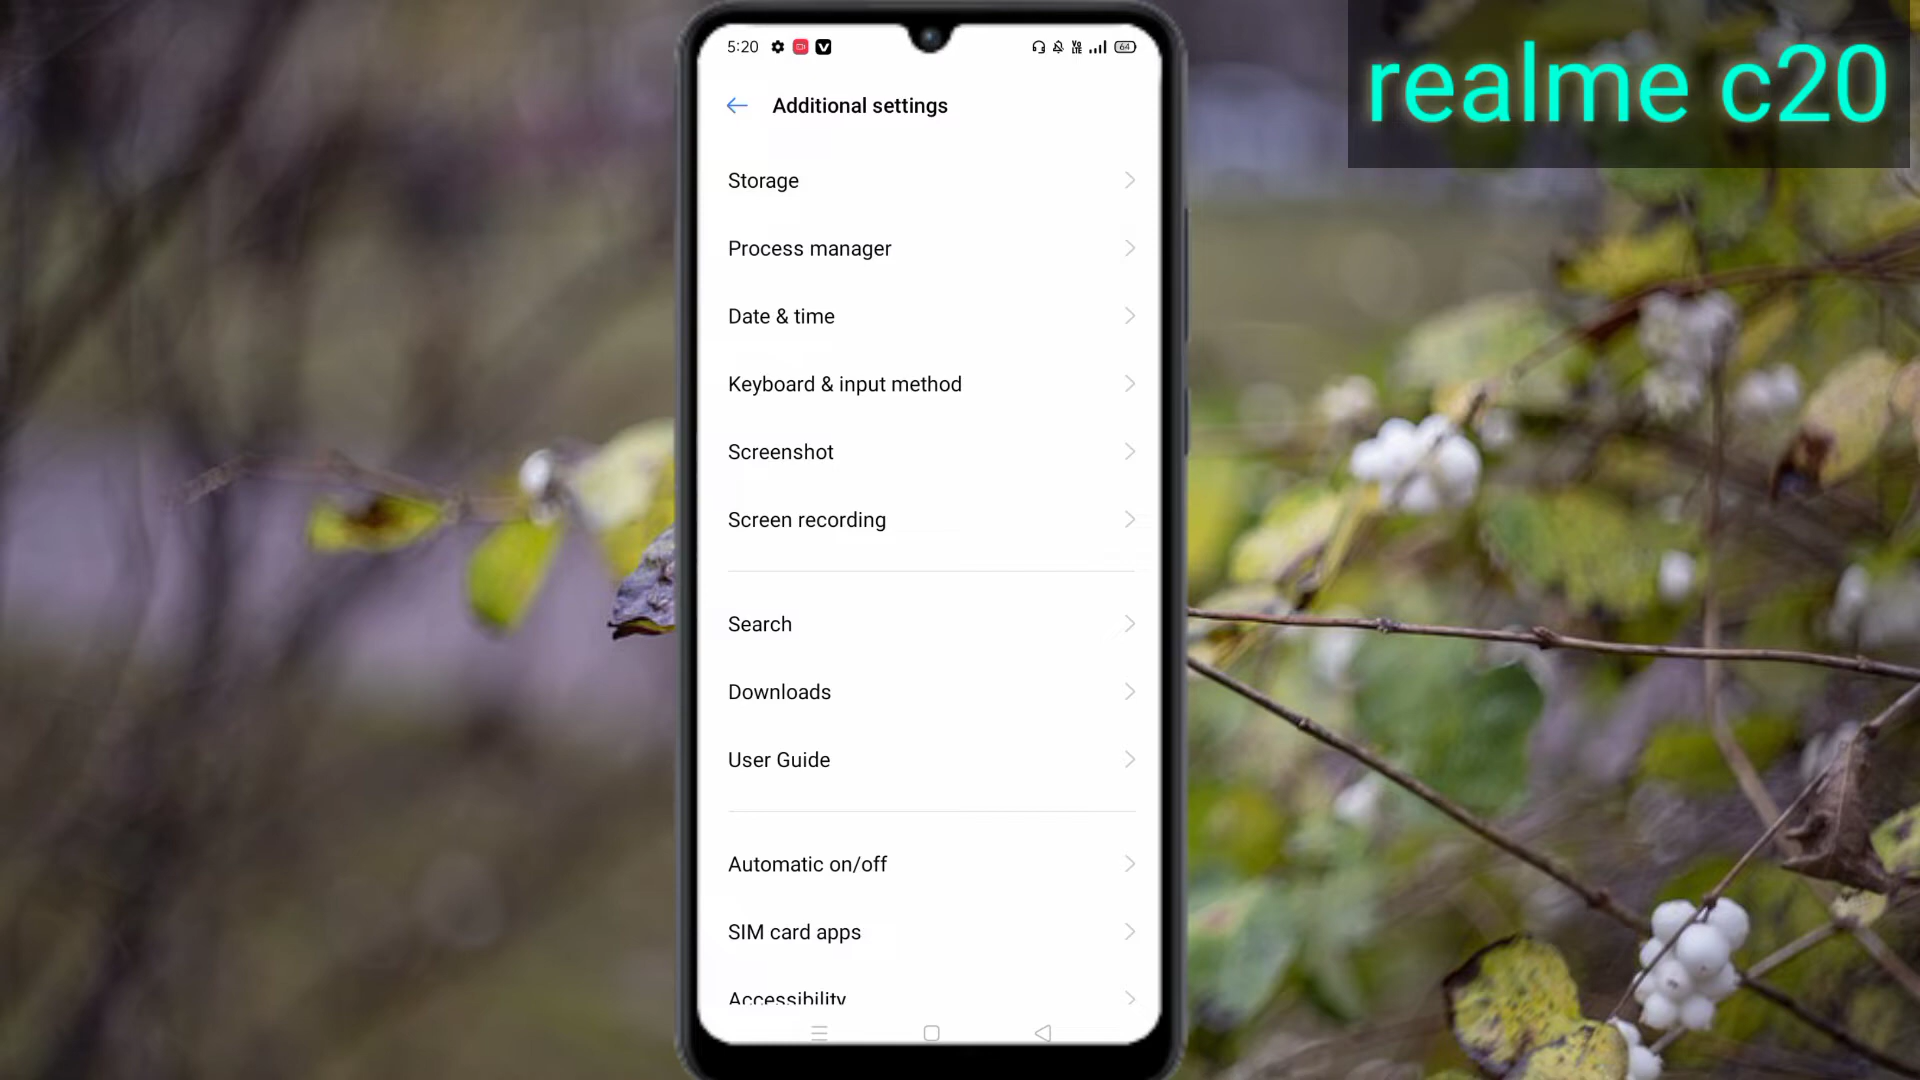 realme c20
5:20
64
Additional settings
Storage
Process manager
Date & time
Keyboard & input method
Screenshot
Screen recording
Search
Downloads
User Guide
Automatic on/off
SIM card apps
Accessibility